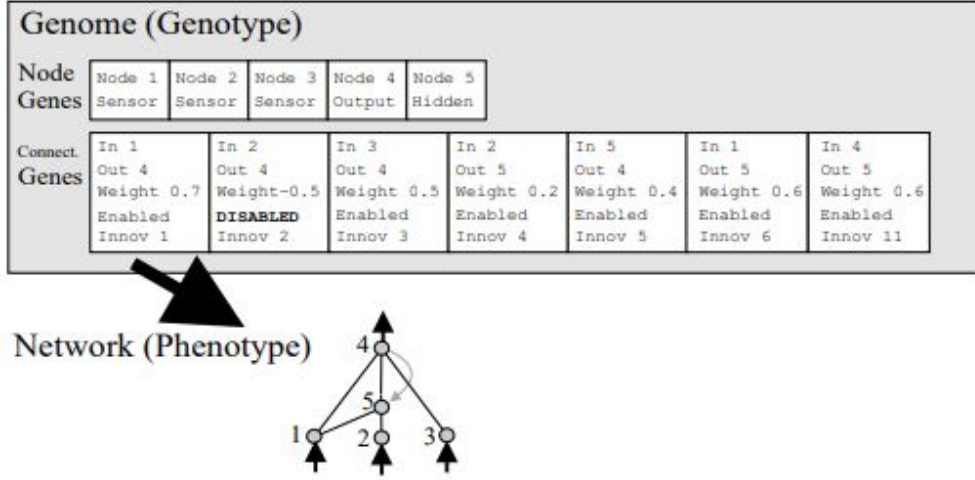 Genome (Genotype)
Node Genes
Node 1 Node 2 Node 3 Node 4 Node 5
Sensor Sensor Sensor Output Hidden
Connect. Genes
In 1 In 2 In 3 In 2 In 5 In 1 In 4
Out 4 Out 4 Out 4 Out 5 Out 4 Out 5 Out 5
Weight 0.7 Weight-0.5 Weight 0.5 Weight 0.2 Weight 0.4 Weight 0.6 Weight 0.6
Enabled DISABLED Enabled Enabled Enabled Enabled Enabled
Innov 1 Innov 2 Innov 3 Innov 4 Innov 5 Innov 6 Innov 11
Network (Phenotype)
4
5
1 2 3